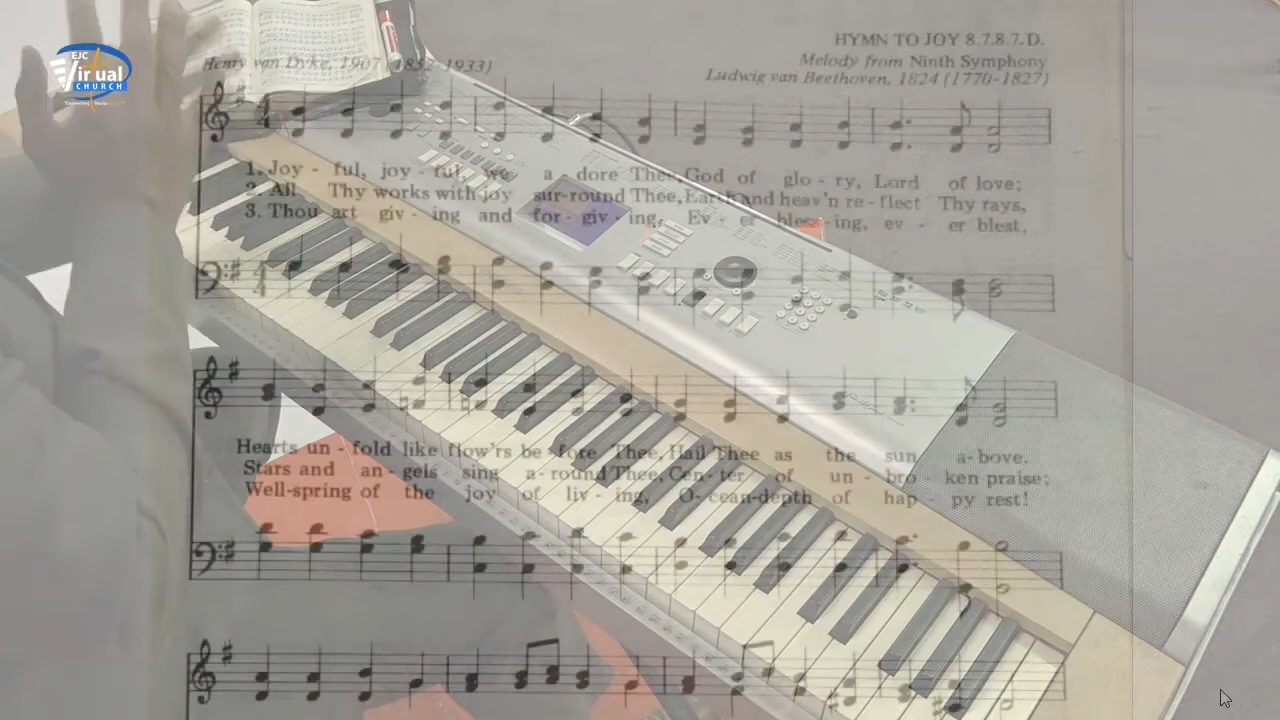 EJC
Virtual
CHURCH
HYMN TO JOY 8.7.8.7.D.
Henry van Dyke, 1907 (1852-1933)
Melody from Ninth Symphony
Ludwig van Beethoven, 1824 (1770-1827)
1. Joy - ful, joy - ful, we a - dore Thee, God of glo - ry, Lord of love;
2. All Thy works with joy sur-round Thee, Earth and heav'n re - flect Thy rays,
3. Thou art giv - ing and for - giv - ing, Ev - er bless - ing, ev - er blest,
Hearts un - fold like flow'rs be - fore Thee, Hail Thee as the sun a - bove.
Stars and an - gels sing a - round Thee, Cen - ter of un - bro - ken praise;
Well-spring of the joy of liv - ing, O - cean-depth of hap - py rest!